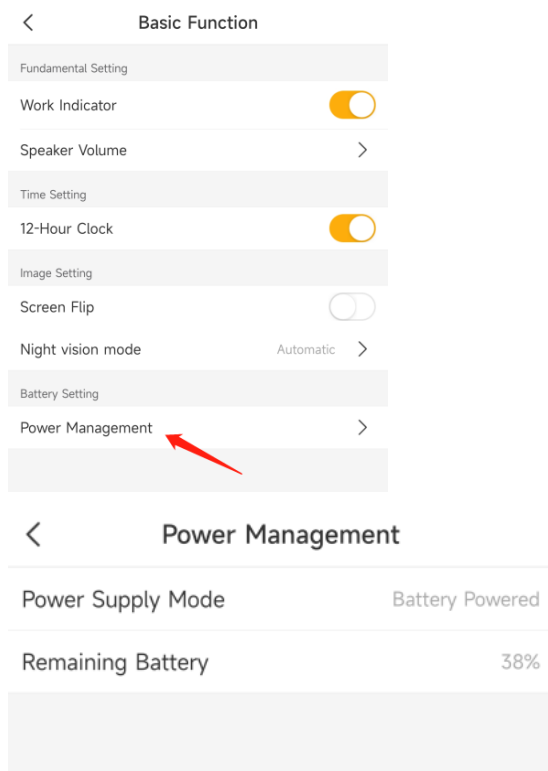 Basic Function
Fundamental Setting
Work Indicator
Speaker Volume
Time Setting
12-Hour Clock
Image Setting
Screen Flip
Night vision mode Automatic
Battery Setting
Power Management
Power Management
Power Supply Mode Battery Powered
Remaining Battery 38%